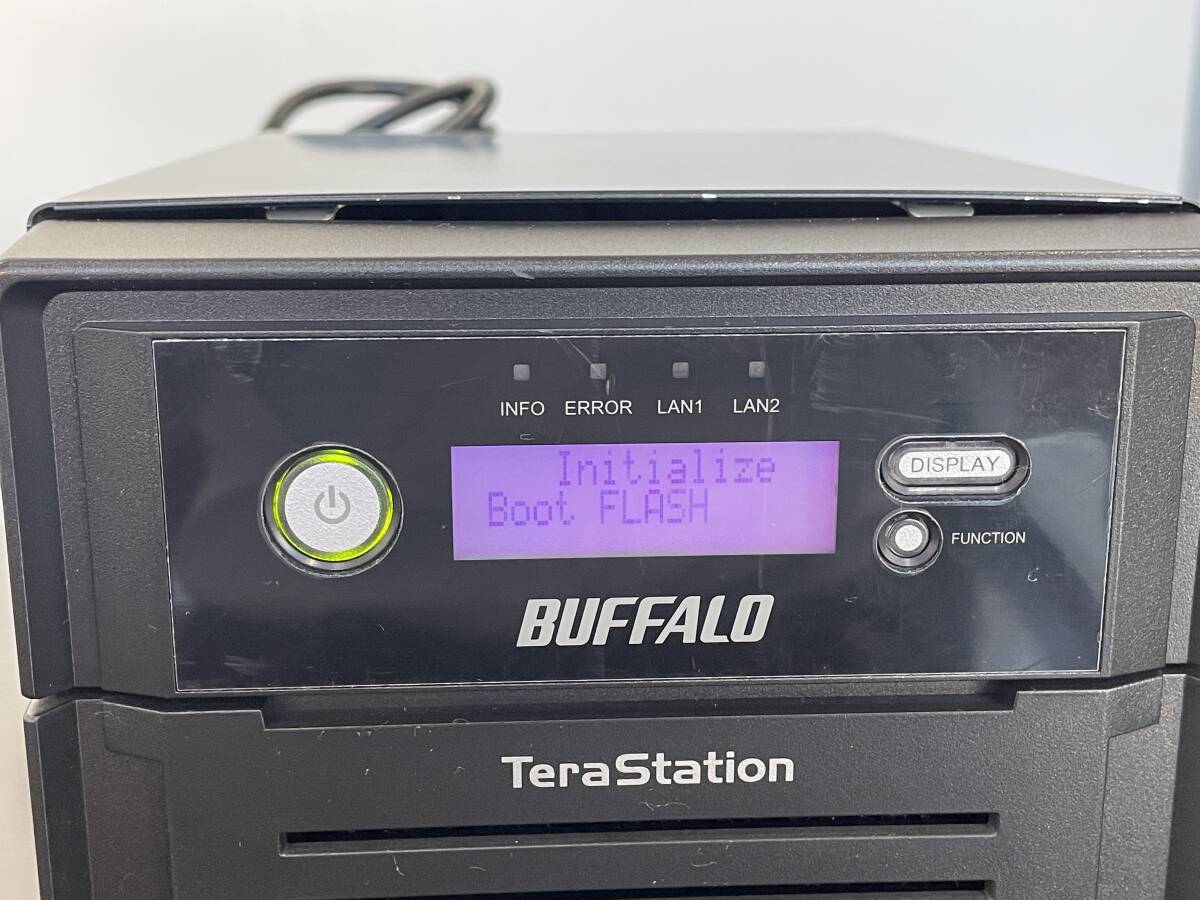 INFO ERROR LAN1 LAN2
Initialize
Boot FLASH
DISPLAY
FUNCTION
BUFFALO
TeraStation